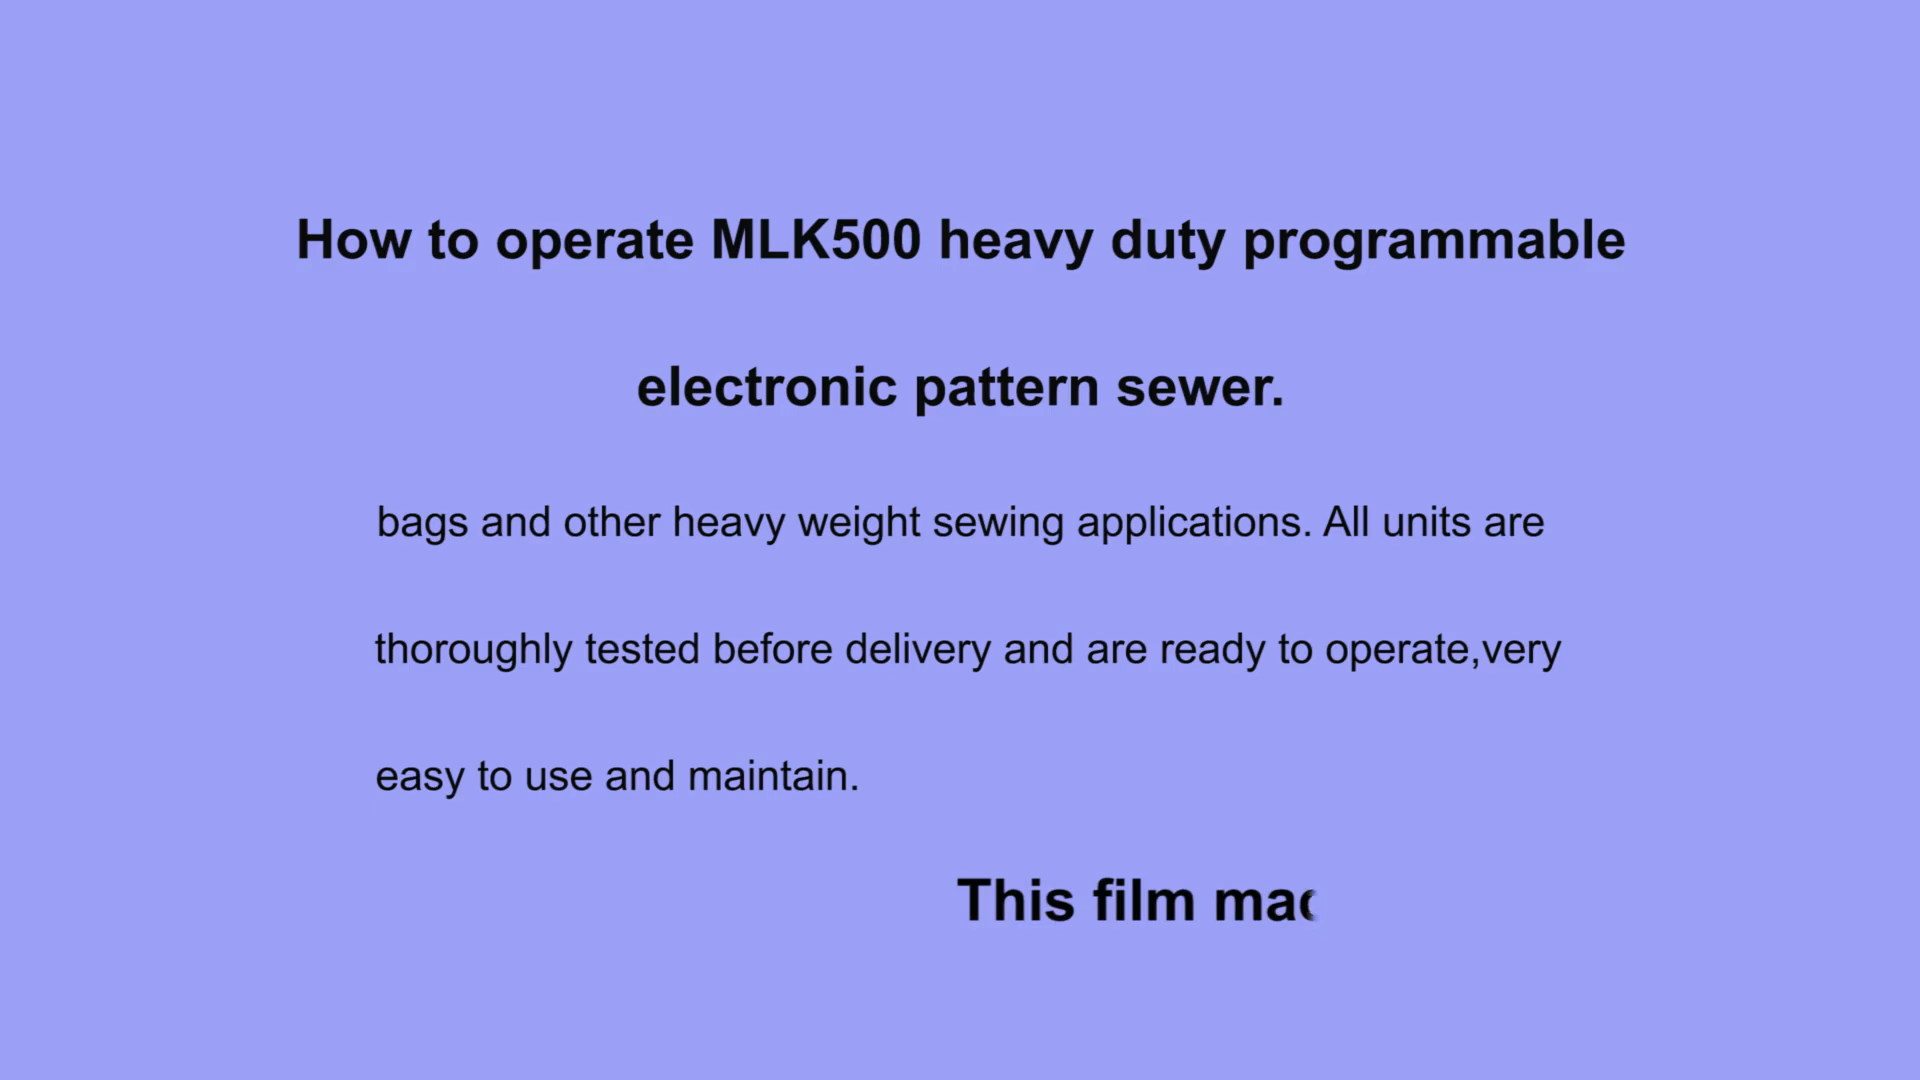 How to operate MLK500 heavy duty programmable
electronic pattern sewer.
bags and other heavy weight sewing applications. All units are
thoroughly tested before delivery and are ready to operate,very
easy to use and maintain.
This film